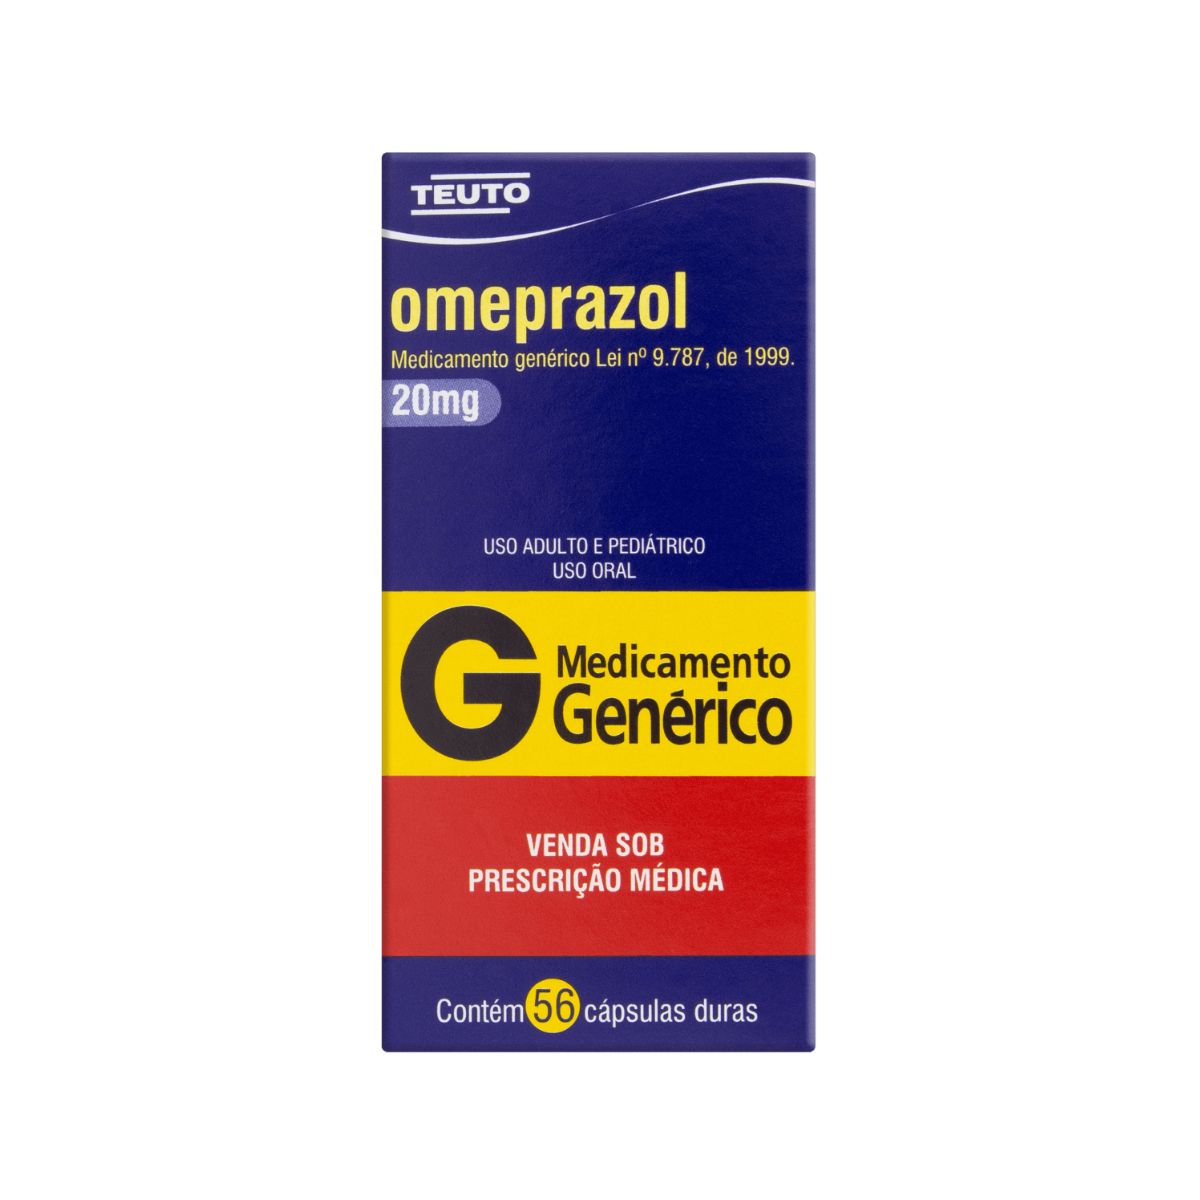 TEUTO
omeprazol
Medicamento genérico Lei nº 9.787, de 1999.
20mg
USO ADULTO E PEDIÁTRICO
USO ORAL
G Medicamento
Genérico
VENDA SOB
PRESCRIÇÃO MÉDICA
Contém 56 cápsulas duras